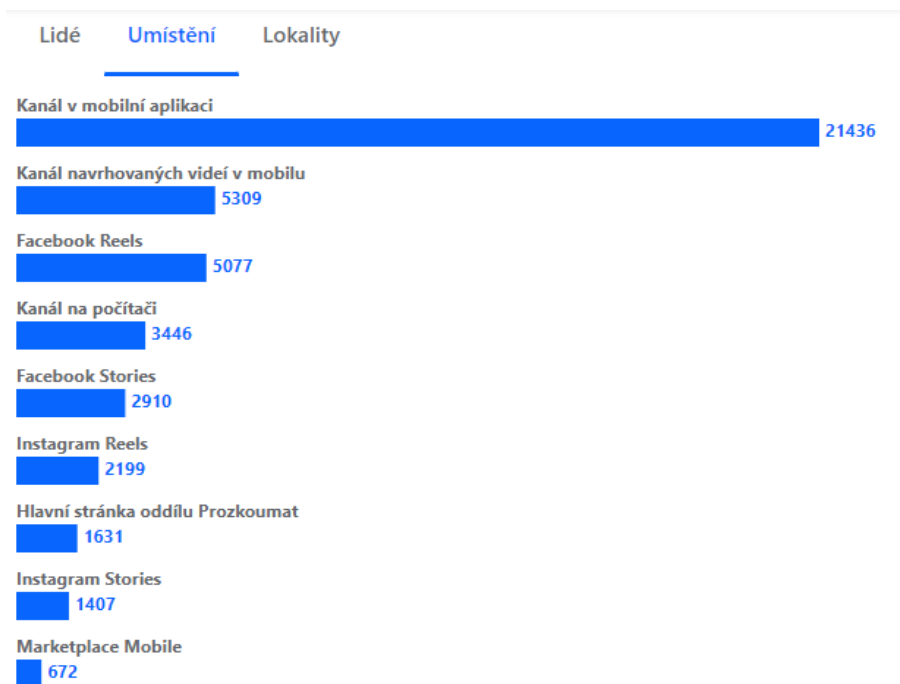 Lidé Umístění Lokality
Kanál v mobilní aplikaci
21436
Kanál navrhovaných videí v mobilu
5309
Facebook Reels
5077
Kanál na počítači
3446
Facebook Stories
2910
Instagram Reels
2199
Hlavní stránka oddílu Prozkoumat
1631
Instagram Stories
1407
Marketplace Mobile
672